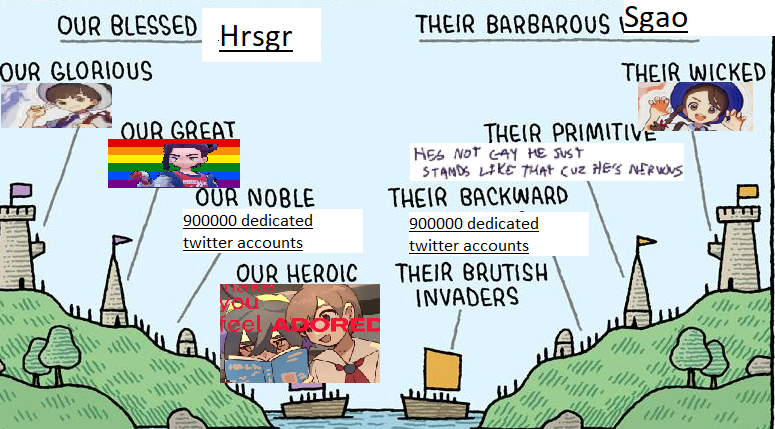 OUR BLESSED
Hrsgr
THEIR BARBAROUS
Sgao
OUR GLORIOUS
THEIR WICKED
OUR GREAT
THEIR PRIMITIVE
HES NOT GAY HE JUST
STANDS LIKE THAT CUZ HE'S NERVOUS
OUR NOBLE
900000 dedicated
twitter accounts
THEIR BACKWARD
900000 dedicated
twitter accounts
OUR HEROIC
make
you
feel ADORED
THEIR BRUTISH
INVADERS